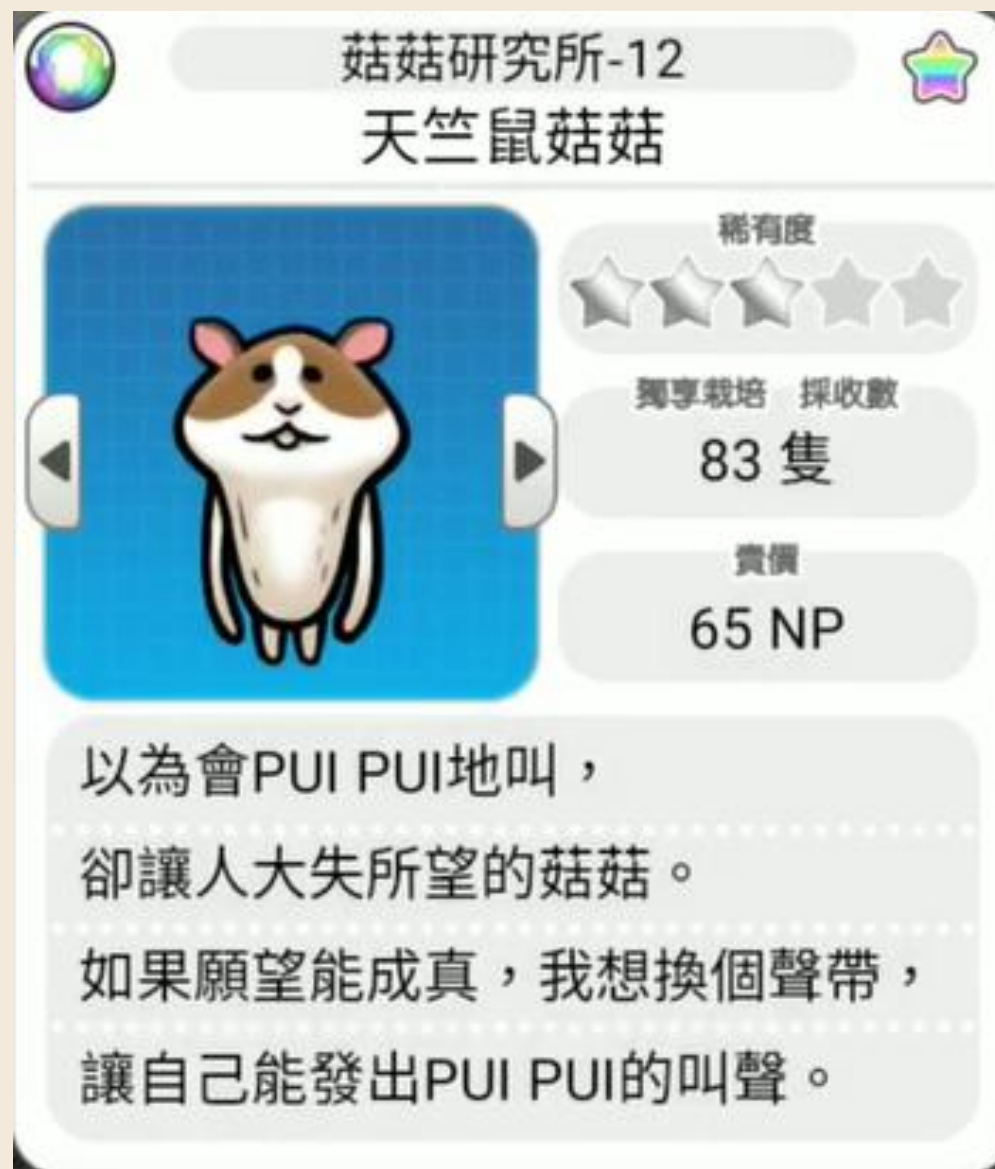 菇菇研究所-12
天竺鼠菇菇
稀有度
獨享栽培 採收數
83 隻
賣價
65 NP
以為會PUI PUI地叫，
卻讓人大失所望的菇菇。
如果願望能成真，我想換個聲帶，
讓自己能發出PUI PUI的叫聲。